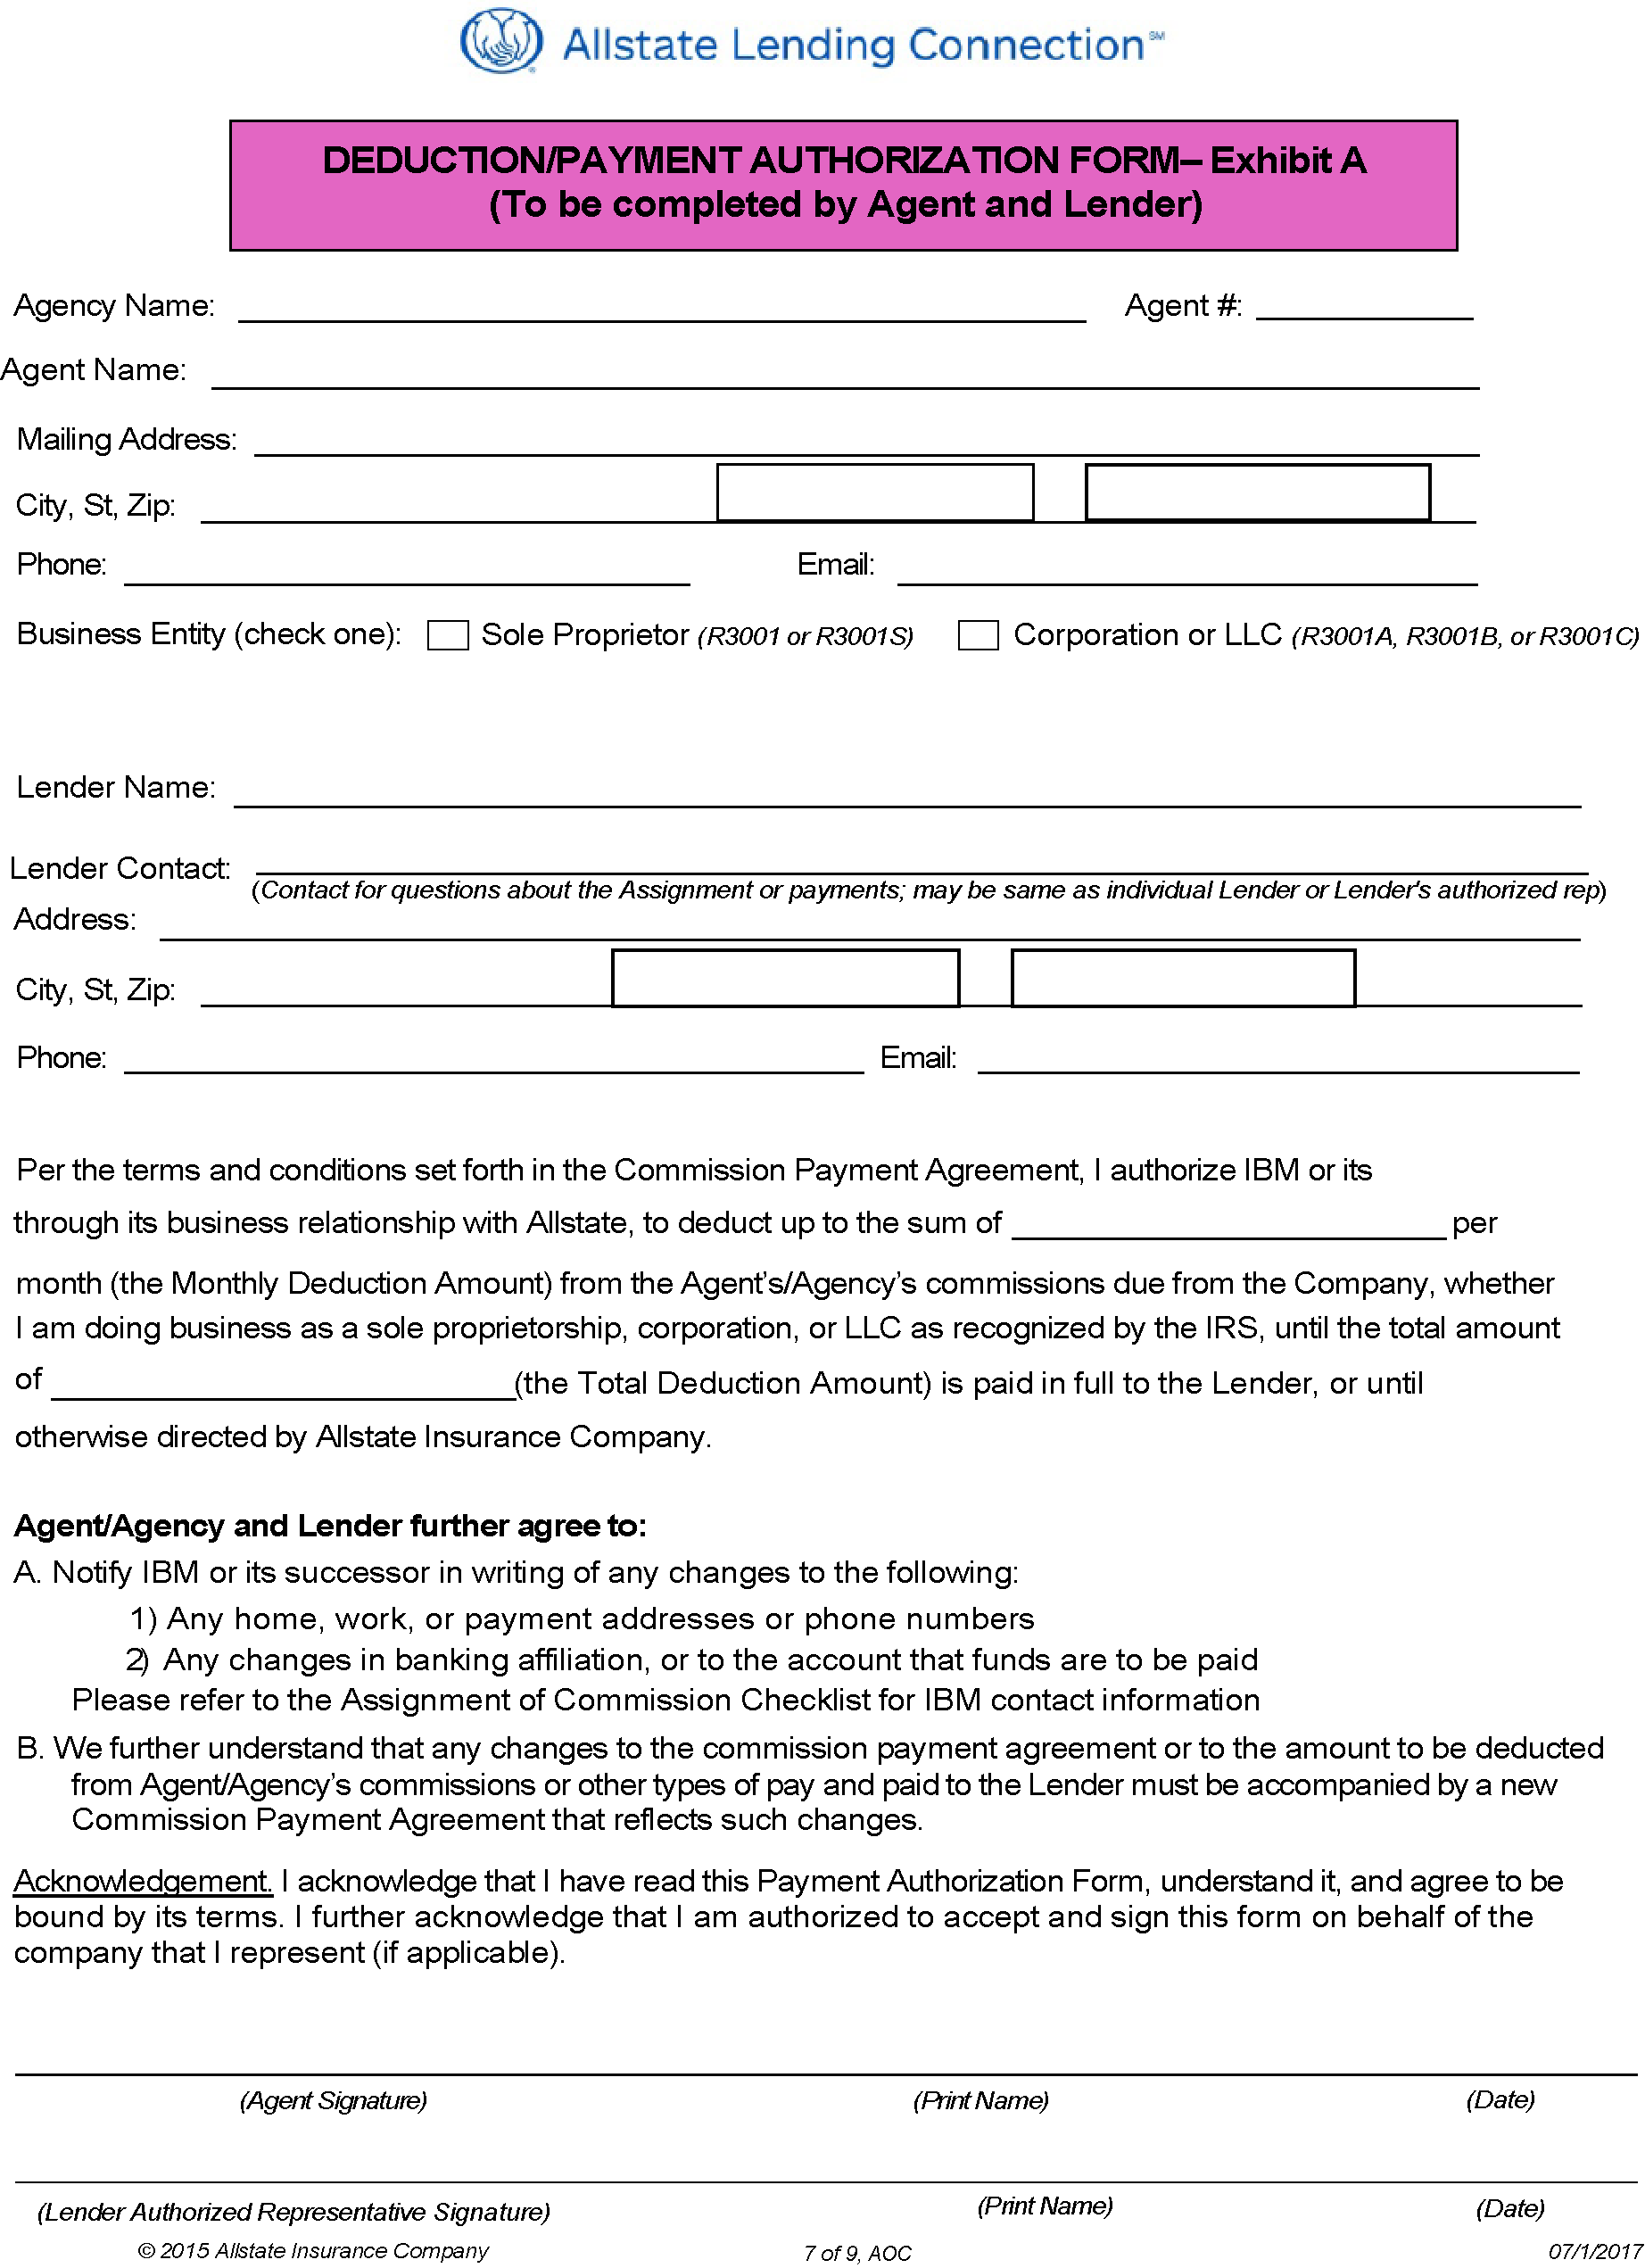 Allstate Lending Connection℠
DEDUCTION/PAYMENT AUTHORIZATION FORM– Exhibit A
(To be completed by Agent and Lender)
Agency Name: Agent #:
Agent Name:
Mailing Address:
City, St, Zip:
Phone: Email:
Business Entity (check one): Sole Proprietor (R3001 or R3001S) Corporation or LLC (R3001A, R3001B, or R3001C)
Lender Name:
Lender Contact:
(Contact for questions about the Assignment or payments; may be same as individual Lender or Lender's authorized rep)
Address:
City, St, Zip:
Phone: Email:
Per the terms and conditions set forth in the Commission Payment Agreement, I authorize IBM or its
through its business relationship with Allstate, to deduct up to the sum of per
month (the Monthly Deduction Amount) from the Agent’s/Agency’s commissions due from the Company, whether
I am doing business as a sole proprietorship, corporation, or LLC as recognized by the IRS, until the total amount
of (the Total Deduction Amount) is paid in full to the Lender, or until
otherwise directed by Allstate Insurance Company.
Agent/Agency and Lender further agree to:
A. Notify IBM or its successor in writing of any changes to the following:
1) Any home, work, or payment addresses or phone numbers
2) Any changes in banking affiliation, or to the account that funds are to be paid
Please refer to the Assignment of Commission Checklist for IBM contact information
B. We further understand that any changes to the commission payment agreement or to the amount to be deducted
from Agent/Agency’s commissions or other types of pay and paid to the Lender must be accompanied by a new
Commission Payment Agreement that reflects such changes.
Acknowledgement. I acknowledge that I have read this Payment Authorization Form, understand it, and agree to be
bound by its terms. I further acknowledge that I am authorized to accept and sign this form on behalf of the
company that I represent (if applicable).
(Agent Signature) (Print Name) (Date)
(Lender Authorized Representative Signature) (Print Name) (Date)
© 2015 Allstate Insurance Company 7 of 9, AOC 07/1/2017